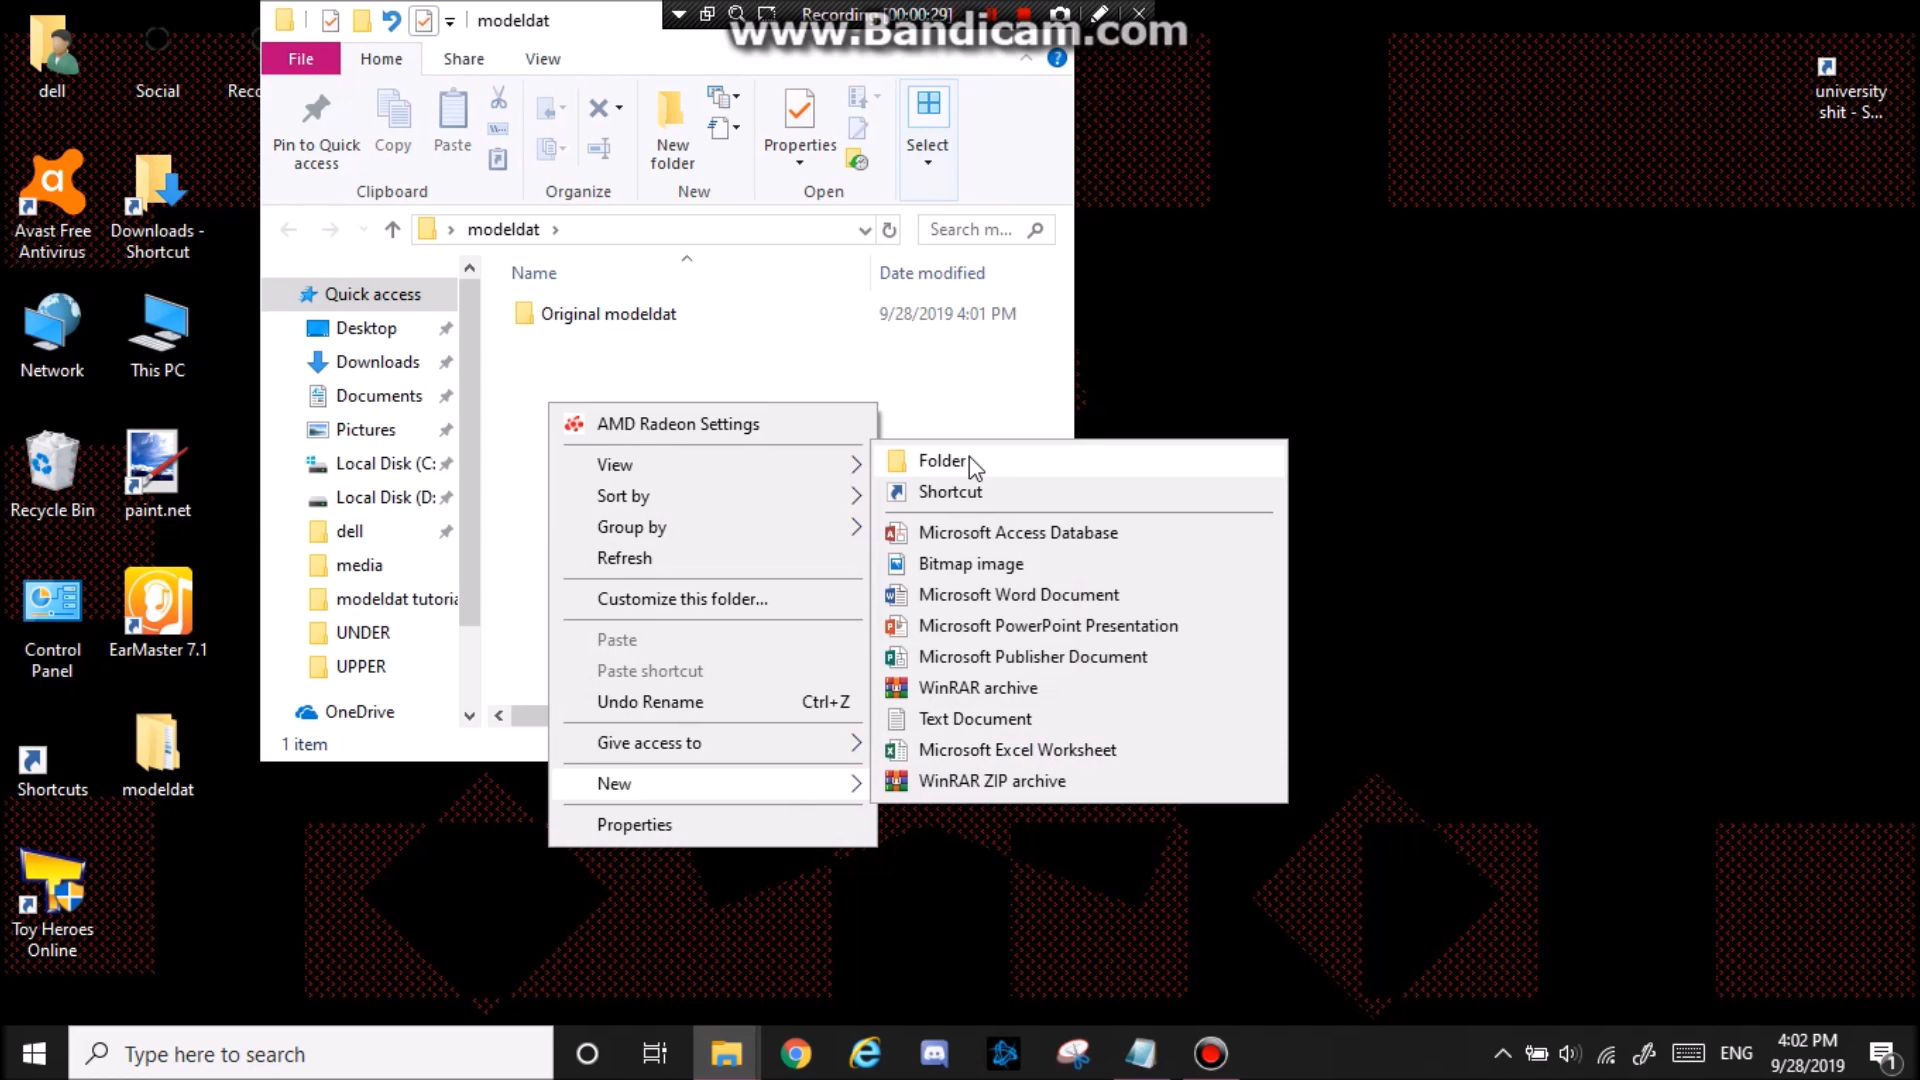 modeldat
Recording [00:00:29]
www.Bandicam.com
File
Home
Share
View
Pin to Quick access
Copy
Paste
Clipboard
Organize
New folder
New
Properties
Open
Select
modeldat
Search m...
Name
Date modified
Original modeldat
9/28/2019 4:01 PM
Quick access
Desktop
Downloads
Documents
Pictures
Local Disk (C:
Local Disk (D:
dell
media
modeldat tutoria
UNDER
UPPER
OneDrive
1 item
AMD Radeon Settings
View
Sort by
Group by
Refresh
Customize this folder...
Paste
Paste shortcut
Undo Rename Ctrl+Z
Give access to
New
Properties
Folder
Shortcut
Microsoft Access Database
Bitmap image
Microsoft Word Document
Microsoft PowerPoint Presentation
Microsoft Publisher Document
WinRAR archive
Text Document
Microsoft Excel Worksheet
WinRAR ZIP archive
dell
Social
Reco
Avast Free
Antivirus
Downloads -
Shortcut
Network
This PC
Recycle Bin
paint.net
Control
Panel
EarMaster 7.1
Shortcuts
modeldat
Toy Heroes
Online
university
shit - S...
Type here to search
ENG
4:02 PM
9/28/2019
1